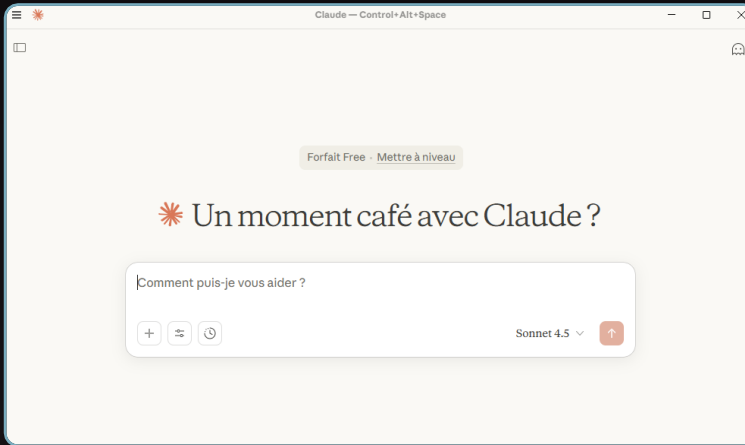 Claude — Control+Alt+Space
Forfait Free · Mettre à niveau
Un moment café avec Claude ?
Comment puis-je vous aider ?
Sonnet 4.5